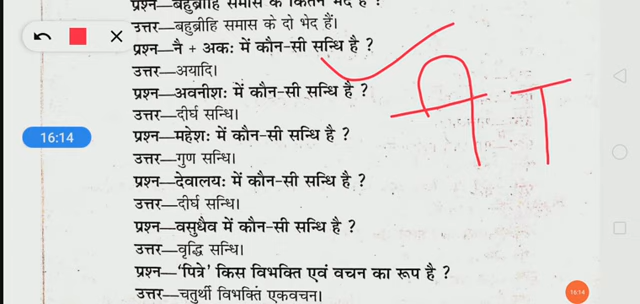 प्रश्न—बहुब्रीहि समास के कितने भेद हैं ?
उत्तर—बहुब्रीहि समास के दो भेद हैं।
प्रश्न—नै + अकः में कौन-सी सन्धि है ?
उत्तर—अयादि।
प्रश्न—अवनीशः में कौन-सी सन्धि है ?
उत्तर—दीर्घ सन्धि।
16:14
प्रश्न—महेशः में कौन-सी सन्धि है ?
उत्तर—गुण सन्धि।
प्रश्न—देवालयः में कौन-सी सन्धि है ?
उत्तर—दीर्घ सन्धि।
प्रश्न—वसुधैव में कौन-सी सन्धि है ?
उत्तर—वृद्धि सन्धि।
प्रश्न—'पित्रे' किस विभक्ति एवं वचन का रूप है ?
उत्तर—चतुर्थी विभक्ति एकवचन।
16:14